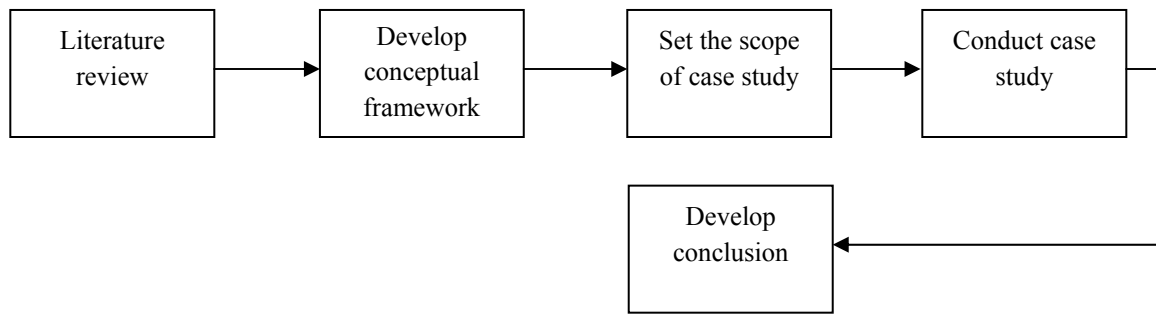 Literature
review
Develop
conceptual
framework
Set the scope
of case study
Conduct case
study
Develop
conclusion